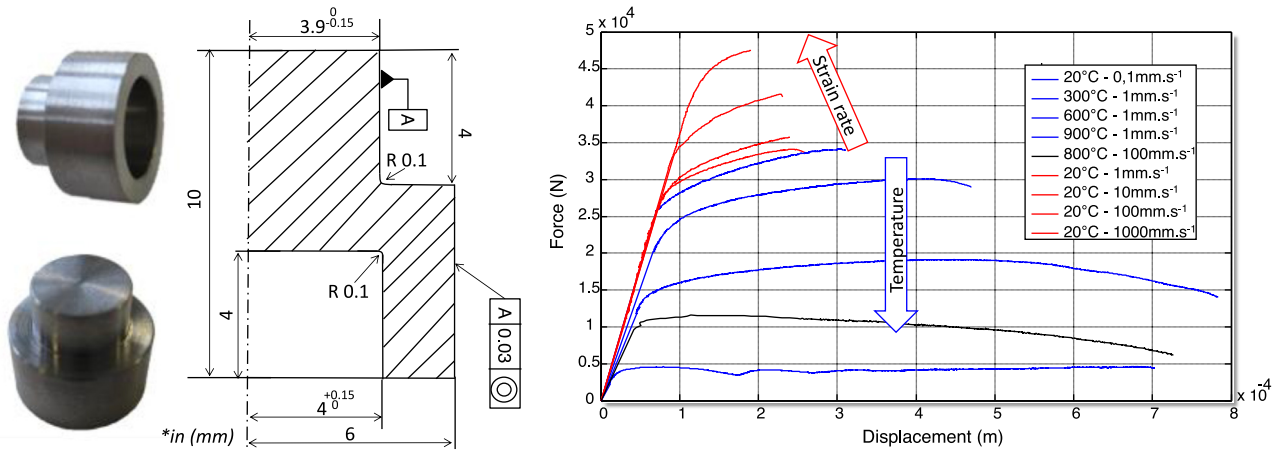 3.9 0 -0.15
A
4
R 0.1
10
R 0.1
4
A 0.03
4 +0.15 0
6
*in (mm)
5 x 10⁴
4.5
4
3.5
3
2.5
2
1.5
1
0.5
0
Force (N)
0 1 2 3 4 5 6 7 8
x 10⁻⁴
Displacement (m)
Strain rate
Temperature
20°C - 0,1mm.s⁻¹
300°C - 1mm.s⁻¹
600°C - 1mm.s⁻¹
900°C - 1mm.s⁻¹
800°C - 100mm.s⁻¹
20°C - 1mm.s⁻¹
20°C - 10mm.s⁻¹
20°C - 100mm.s⁻¹
20°C - 1000mm.s⁻¹